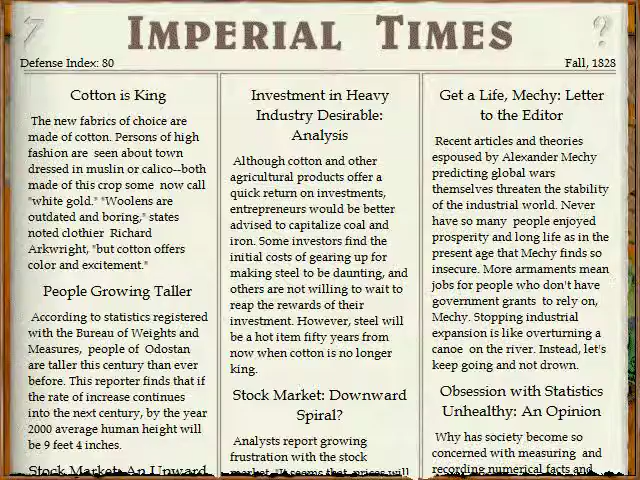 IMPERIAL TIMES
Defense Index: 80
Fall, 1828
Cotton is King
The new fabrics of choice are
made of cotton. Persons of high
fashion are seen about town
dressed in muslin or calico--both
made of this crop some now call
"white gold." "Woolens are
outdated and boring," states
noted clothier Richard
Arkwright, "but cotton offers
color and excitement."
People Growing Taller
According to statistics registered
with the Bureau of Weights and
Measures, people of Odostan
are taller this century than ever
before. This reporter finds that if
the rate of increase continues
into the next century, by the year
2000 average human height will
be 9 feet 4 inches.
Stock Market: An Upward
Investment in Heavy
Industry Desirable:
Analysis
Although cotton and other
agricultural products offer a
quick return on investments,
entrepreneurs would be better
advised to capitalize coal and
iron. Some investors find the
initial costs of gearing up for
making steel to be daunting, and
others are not willing to wait to
reap the rewards of their
investment. However, steel will
be a hot item fifty years from
now when cotton is no longer
king.
Stock Market: Downward
Spiral?
Analysts report growing
frustration with the stock
market. "It seems that prices will
Get a Life, Mechy: Letter
to the Editor
Recent articles and theories
espoused by Alexander Mechy
predicting global wars
themselves threaten the stability
of the industrial world. Never
have so many people enjoyed
prosperity and long life as in the
present age that Mechy finds so
insecure. More armaments mean
jobs for people who don't have
government grants to rely on,
Mechy. Stopping industrial
expansion is like overturning a
canoe on the river. Instead, let's
keep going and not drown.
Obsession with Statistics
Unhealthy: An Opinion
Why has society become so
concerned with measuring and
recording numerical facts and